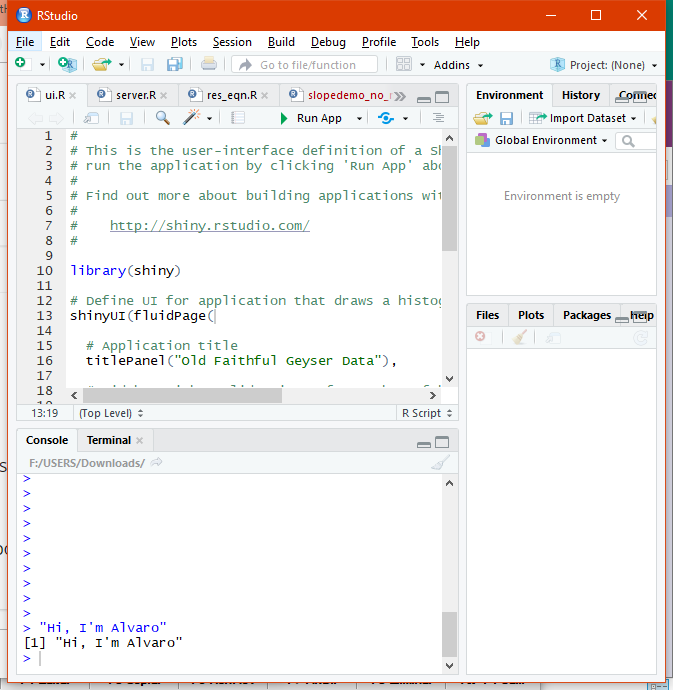 RStudio
File Edit Code View Plots Session Build Debug Profile Tools Help
Go to file/function Addins Project: (None)
ui.R server.R res_eqn.R slopedemo_no_
Run App
1 #
2 # This is the user-interface definition of a Sh
3 # run the application by clicking 'Run App' abo
4 #
5 # Find out more about building applications wit
6 #
7 # http://shiny.rstudio.com/
8 #
9
10 library(shiny)
11
12 # Define UI for application that draws a histog
13 shinyUI(fluidPage(
14
15 # Application title
16 titlePanel("Old Faithful Geyser Data"),
17
18
13:19 (Top Level) R Script
Console Terminal
F:/USERS/Downloads/
>
>
>
>
>
>
>
>
>
>
> "Hi, I'm Alvaro"
[1] "Hi, I'm Alvaro"
>
Environment History Connec
Import Dataset
Global Environment
Environment is empty
Files Plots Packages Help